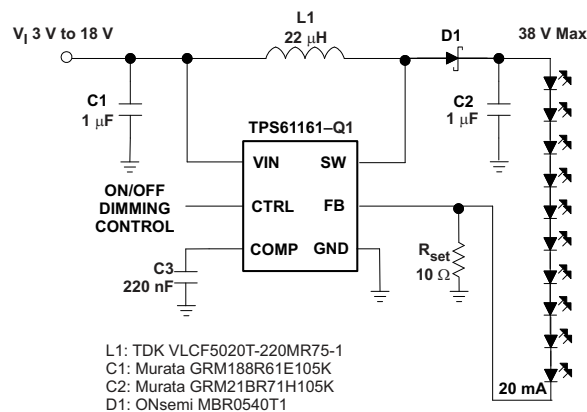 L1
22 μH
V_I 3 V to 18 V
D1
38 V Max
C1
1 μF
C2
1 μF
TPS61161–Q1
VIN
SW
ON/OFF
DIMMING
CONTROL
CTRL
FB
COMP
GND
C3
220 nF
R_set
10 Ω
L1: TDK VLCF5020T-220MR75-1
C1: Murata GRM188R61E105K
C2: Murata GRM21BR71H105K
D1: ONsemi MBR0540T1
20 mA